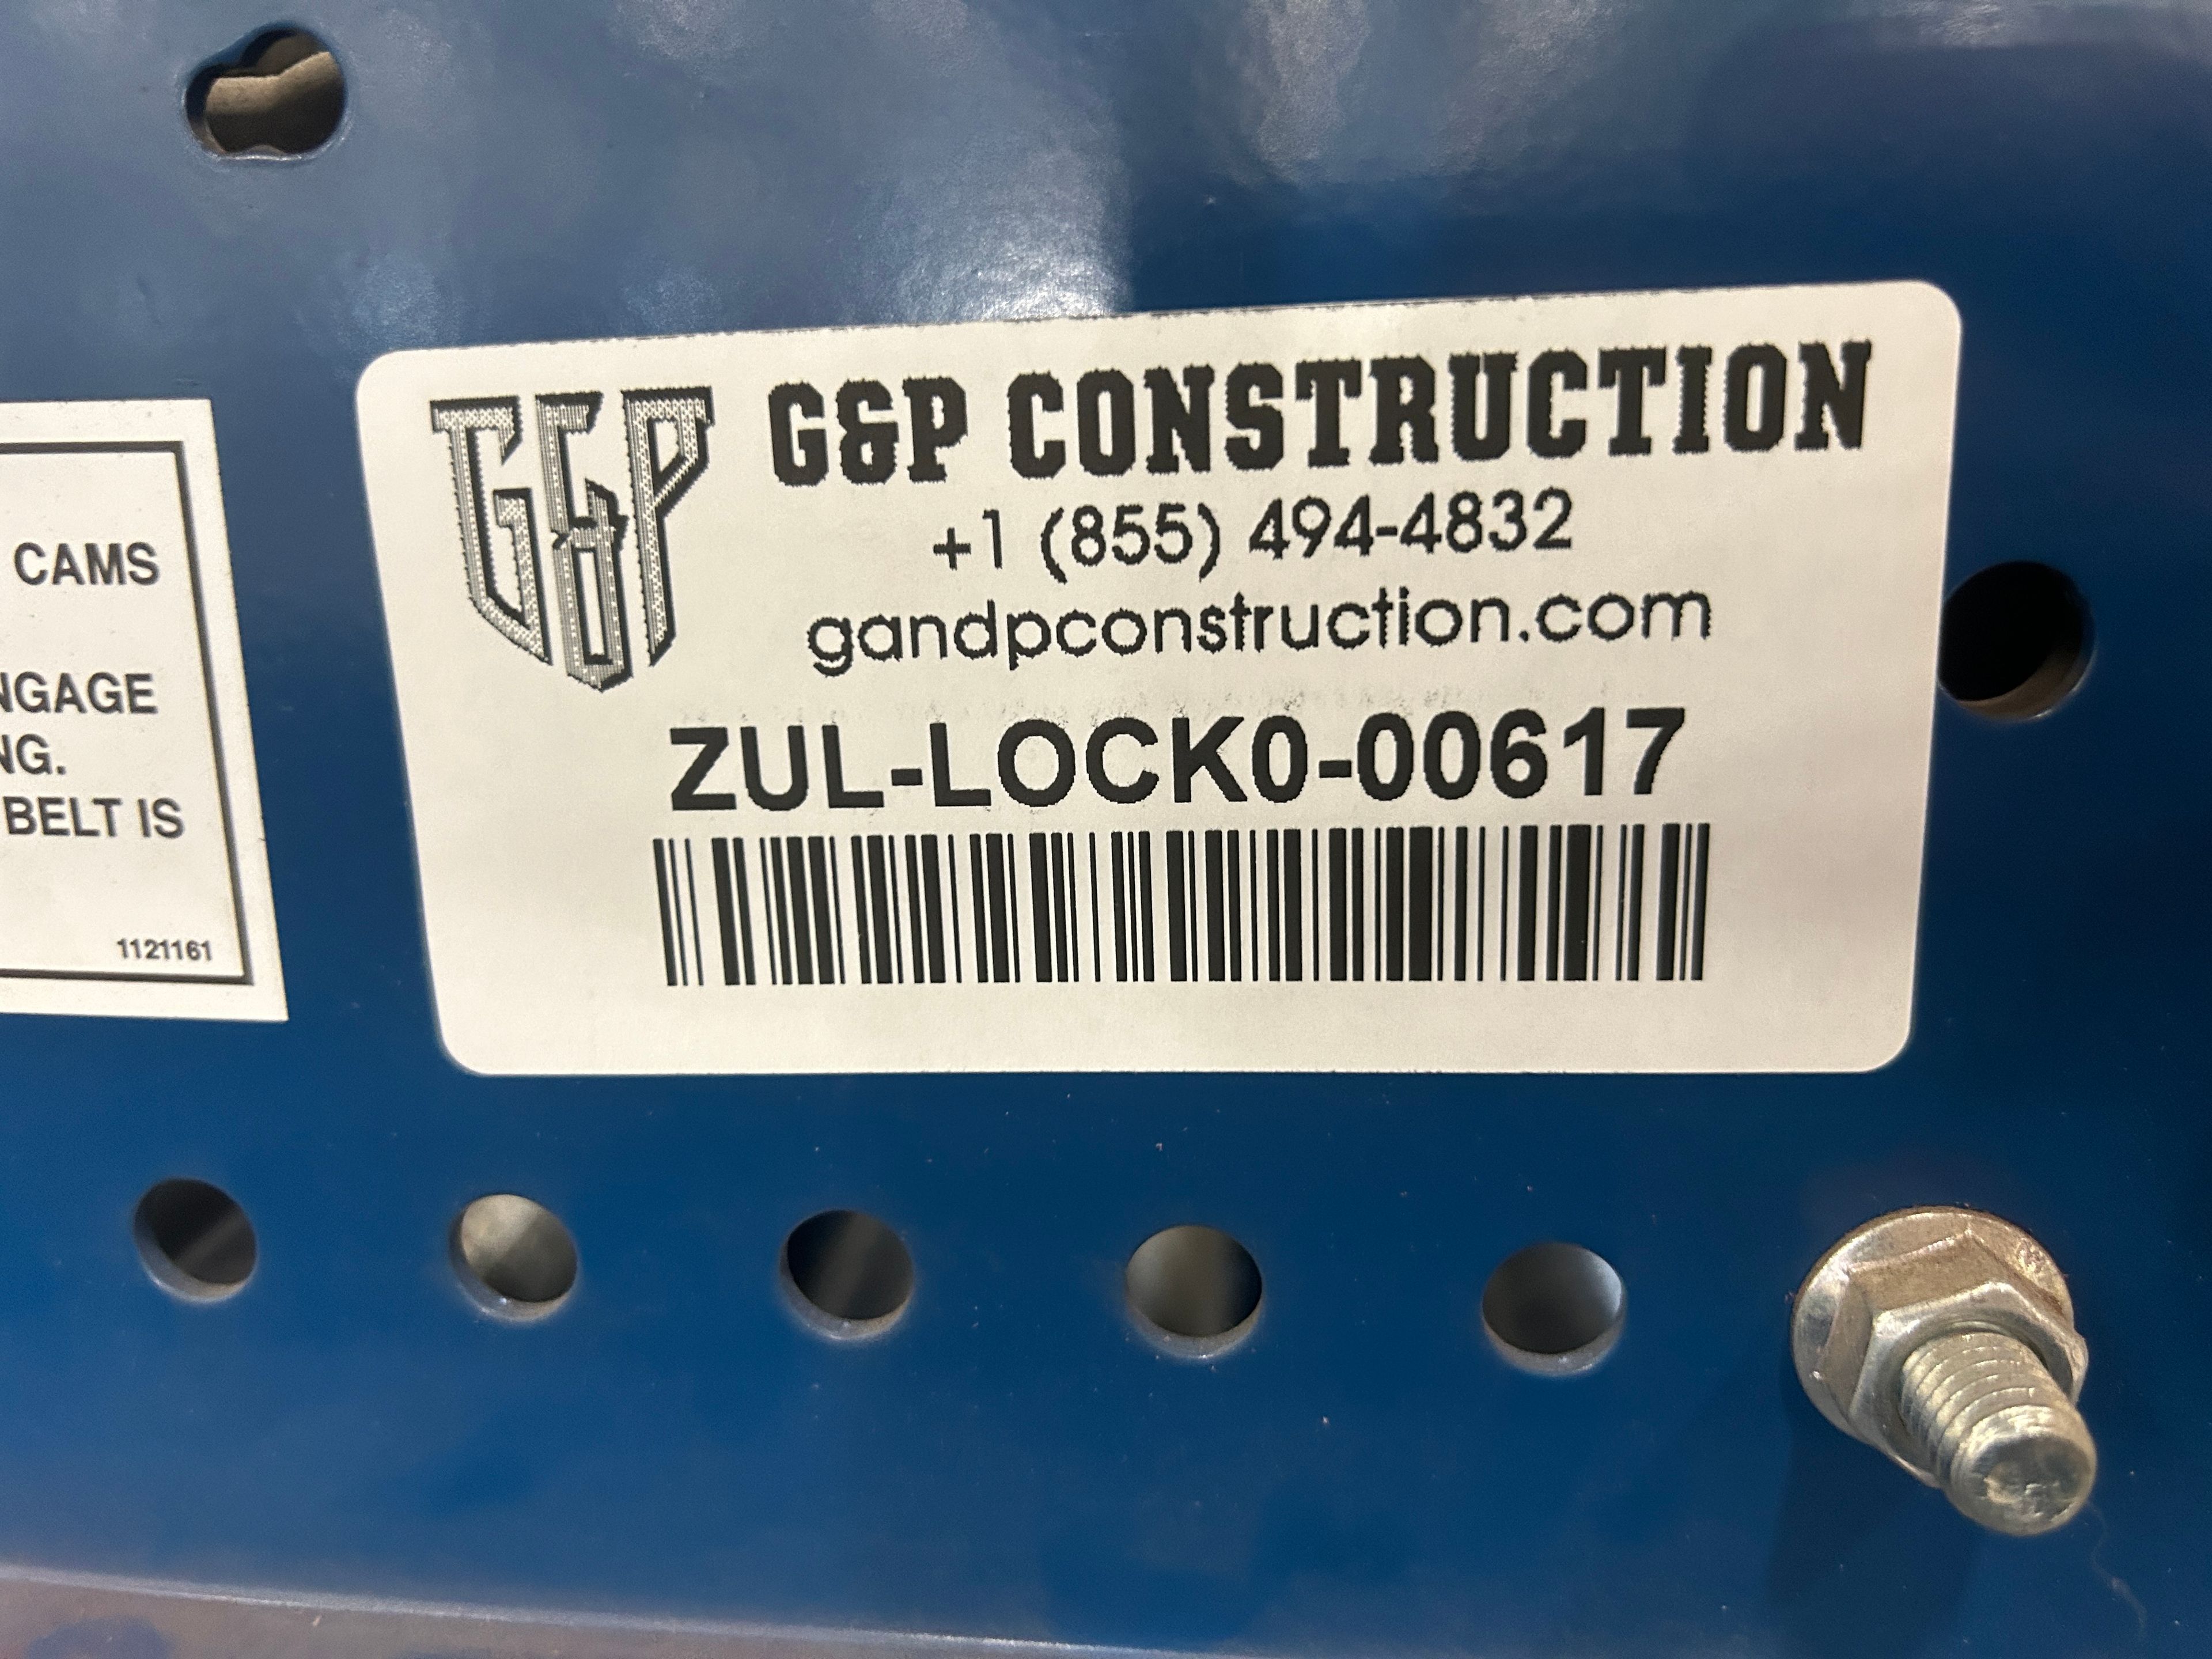 CAMS
NGAGE
NG.
BELT IS
1121161
G&P
G&P CONSTRUCTION
+1 (855) 494-4832
gandpconstruction.com
ZUL-LOCK0-00617